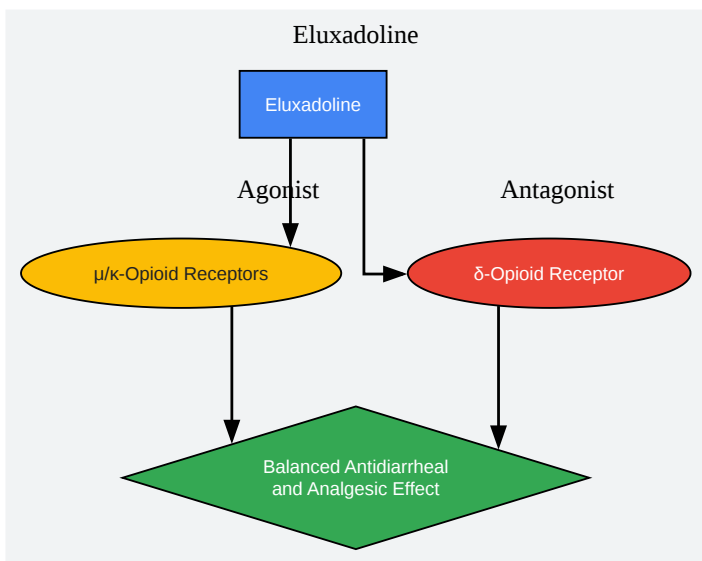 Eluxadoline
Eluxadoline
Agonist
Antagonist
μ/κ-Opioid Receptors
δ-Opioid Receptor
Balanced Antidiarrheal
and Analgesic Effect